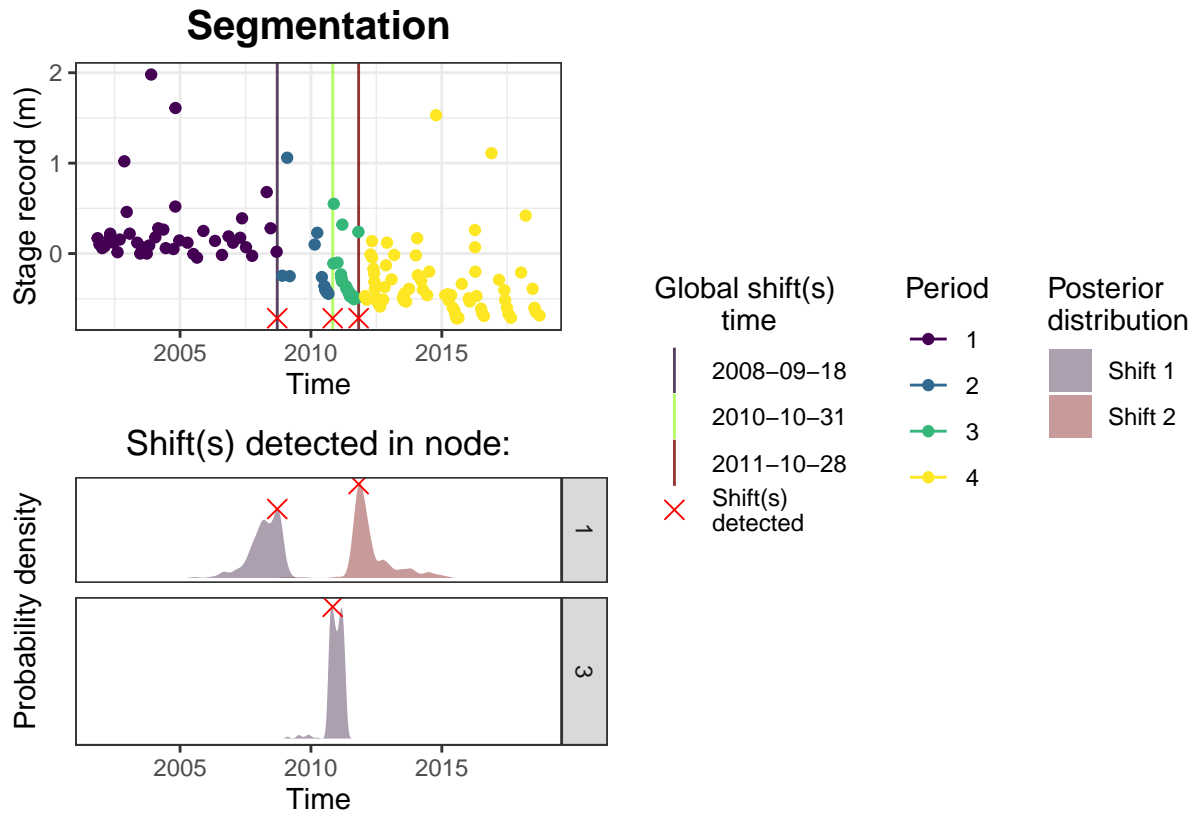 Segmentation
Stage record (m)
2
1
0
2005 2010 2015
Time
Shift(s) detected in node:
Probability density
1
3
2005 2010 2015
Time
Global shift(s)
time
2008−09−18
2010−10−31
2011−10−28
Shift(s)
detected
Period
1
2
3
4
Posterior
distribution
Shift 1
Shift 2